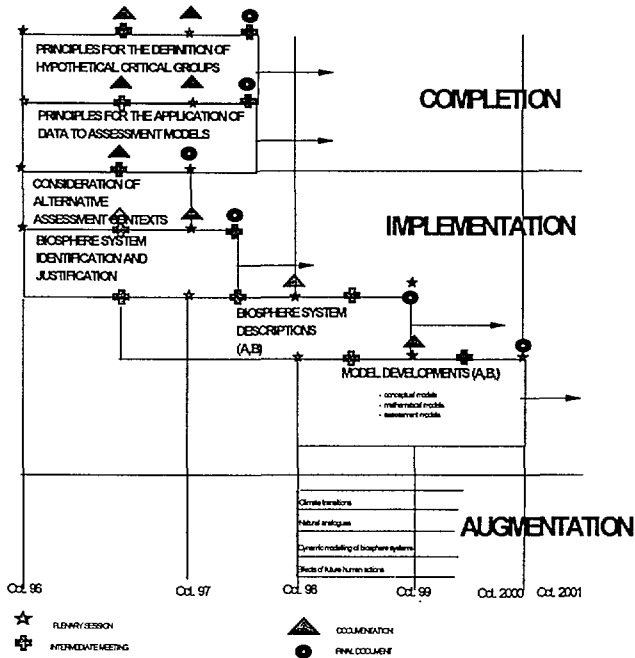 PRINCIPLES FOR THE DEFINITION OF
HYPOTHETICAL CRITICAL GROUPS
COMPLETION
PRINCIPLES FOR THE APPLICATION OF
DATA TO ASSESSMENT MODELS
CONSIDERATION OF
ALTERNATIVE
ASSESSMENT CONTEXTS
IMPLEMENTATION
BIOSPHERE SYSTEM
IDENTIFICATION AND
JUSTIFICATION
BIOSPHERE SYSTEM
DESCRIPTIONS
(A,B)
MODEL DEVELOPMENTS (A,B,)
- conceptual models
- mathematical models
- assessment models
Climate transitions
Natural analogues
AUGMENTATION
Dynamic modelling of biosphere systems
Effects of future human actions
Oct. 96
Oct. 97
Oct. 98
Oct. 99
Oct. 2000
Oct. 2001
PLENARY SESSION
DOCUMENTATION
INTERMEDIATE MEETING
FINAL DOCUMENT